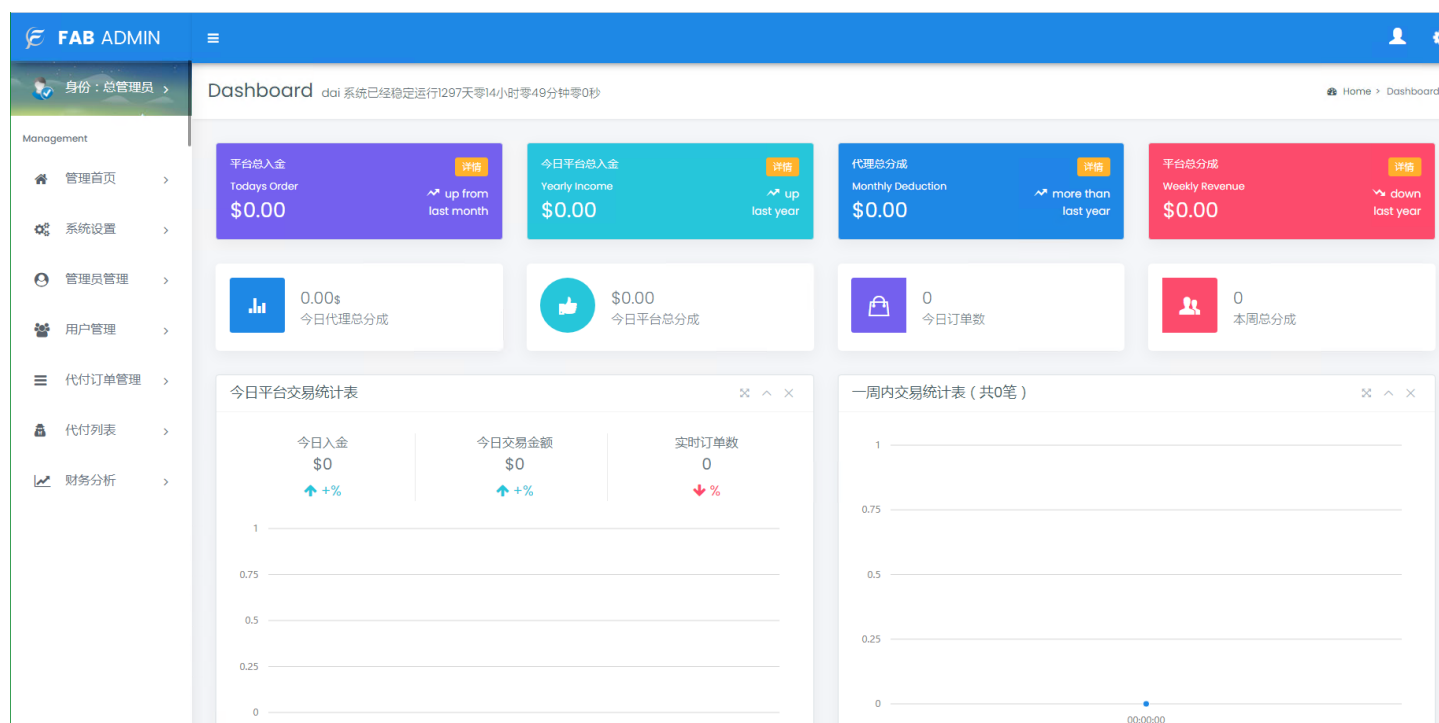 FAB ADMIN
身份：总管理员
Dashboard dai 系统已经稳定运行1297天零14小时零49分钟零0秒
Home > Dashboard
Management
管理首页
系统设置
管理员管理
用户管理
代付订单管理
代付列表
财务分析
平台总入金
详情
Todays Order
up from
$0.00
last month
今日平台总入金
详情
Yearly Income
up
$0.00
last year
代理总分成
详情
Monthly Deduction
more than
$0.00
last year
平台总分成
详情
Weekly Revenue
down
$0.00
last year
0.00$
今日代理总分成
$0.00
今日平台总分成
0
今日订单数
0
本周总分成
今日平台交易统计表
今日入金
$0
+%
今日交易金额
$0
+%
实时订单数
0
%
1
0.75
0.5
0.25
0
一周内交易统计表 ( 共0笔 )
1
0.75
0.5
0.25
0
00:00:00